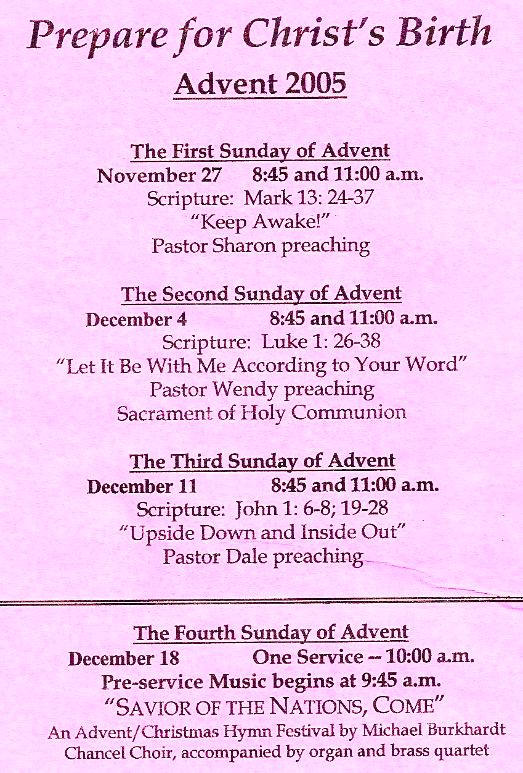 Prepare for Christ's Birth
Advent 2005
The First Sunday of Advent
November 27 8:45 and 11:00 a.m.
Scripture: Mark 13: 24-37
"Keep Awake!"
Pastor Sharon preaching
The Second Sunday of Advent
December 4 8:45 and 11:00 a.m.
Scripture: Luke 1: 26-38
"Let It Be With Me According to Your Word"
Pastor Wendy preaching
Sacrament of Holy Communion
The Third Sunday of Advent
December 11 8:45 and 11:00 a.m.
Scripture: John 1: 6-8; 19-28
"Upside Down and Inside Out"
Pastor Dale preaching
The Fourth Sunday of Advent
December 18 One Service -- 10:00 a.m.
Pre-service Music begins at 9:45 a.m.
"SAVIOR OF THE NATIONS, COME"
An Advent/Christmas Hymn Festival by Michael Burkhardt
Chancel Choir, accompanied by organ and brass quartet